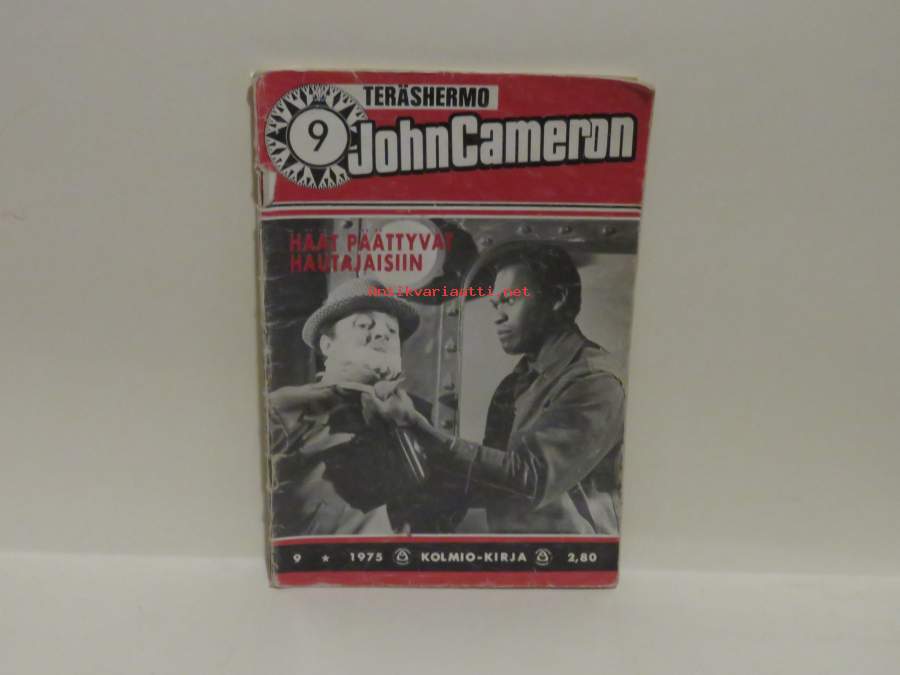 TERÄSHERMO
9
JohnCameron
HÄÄT PÄÄTTYVÄT
HAUTAJAISIIN
antikvariaatti.net
9 ★ 1975 KOLMIO-KIRJA 2,80